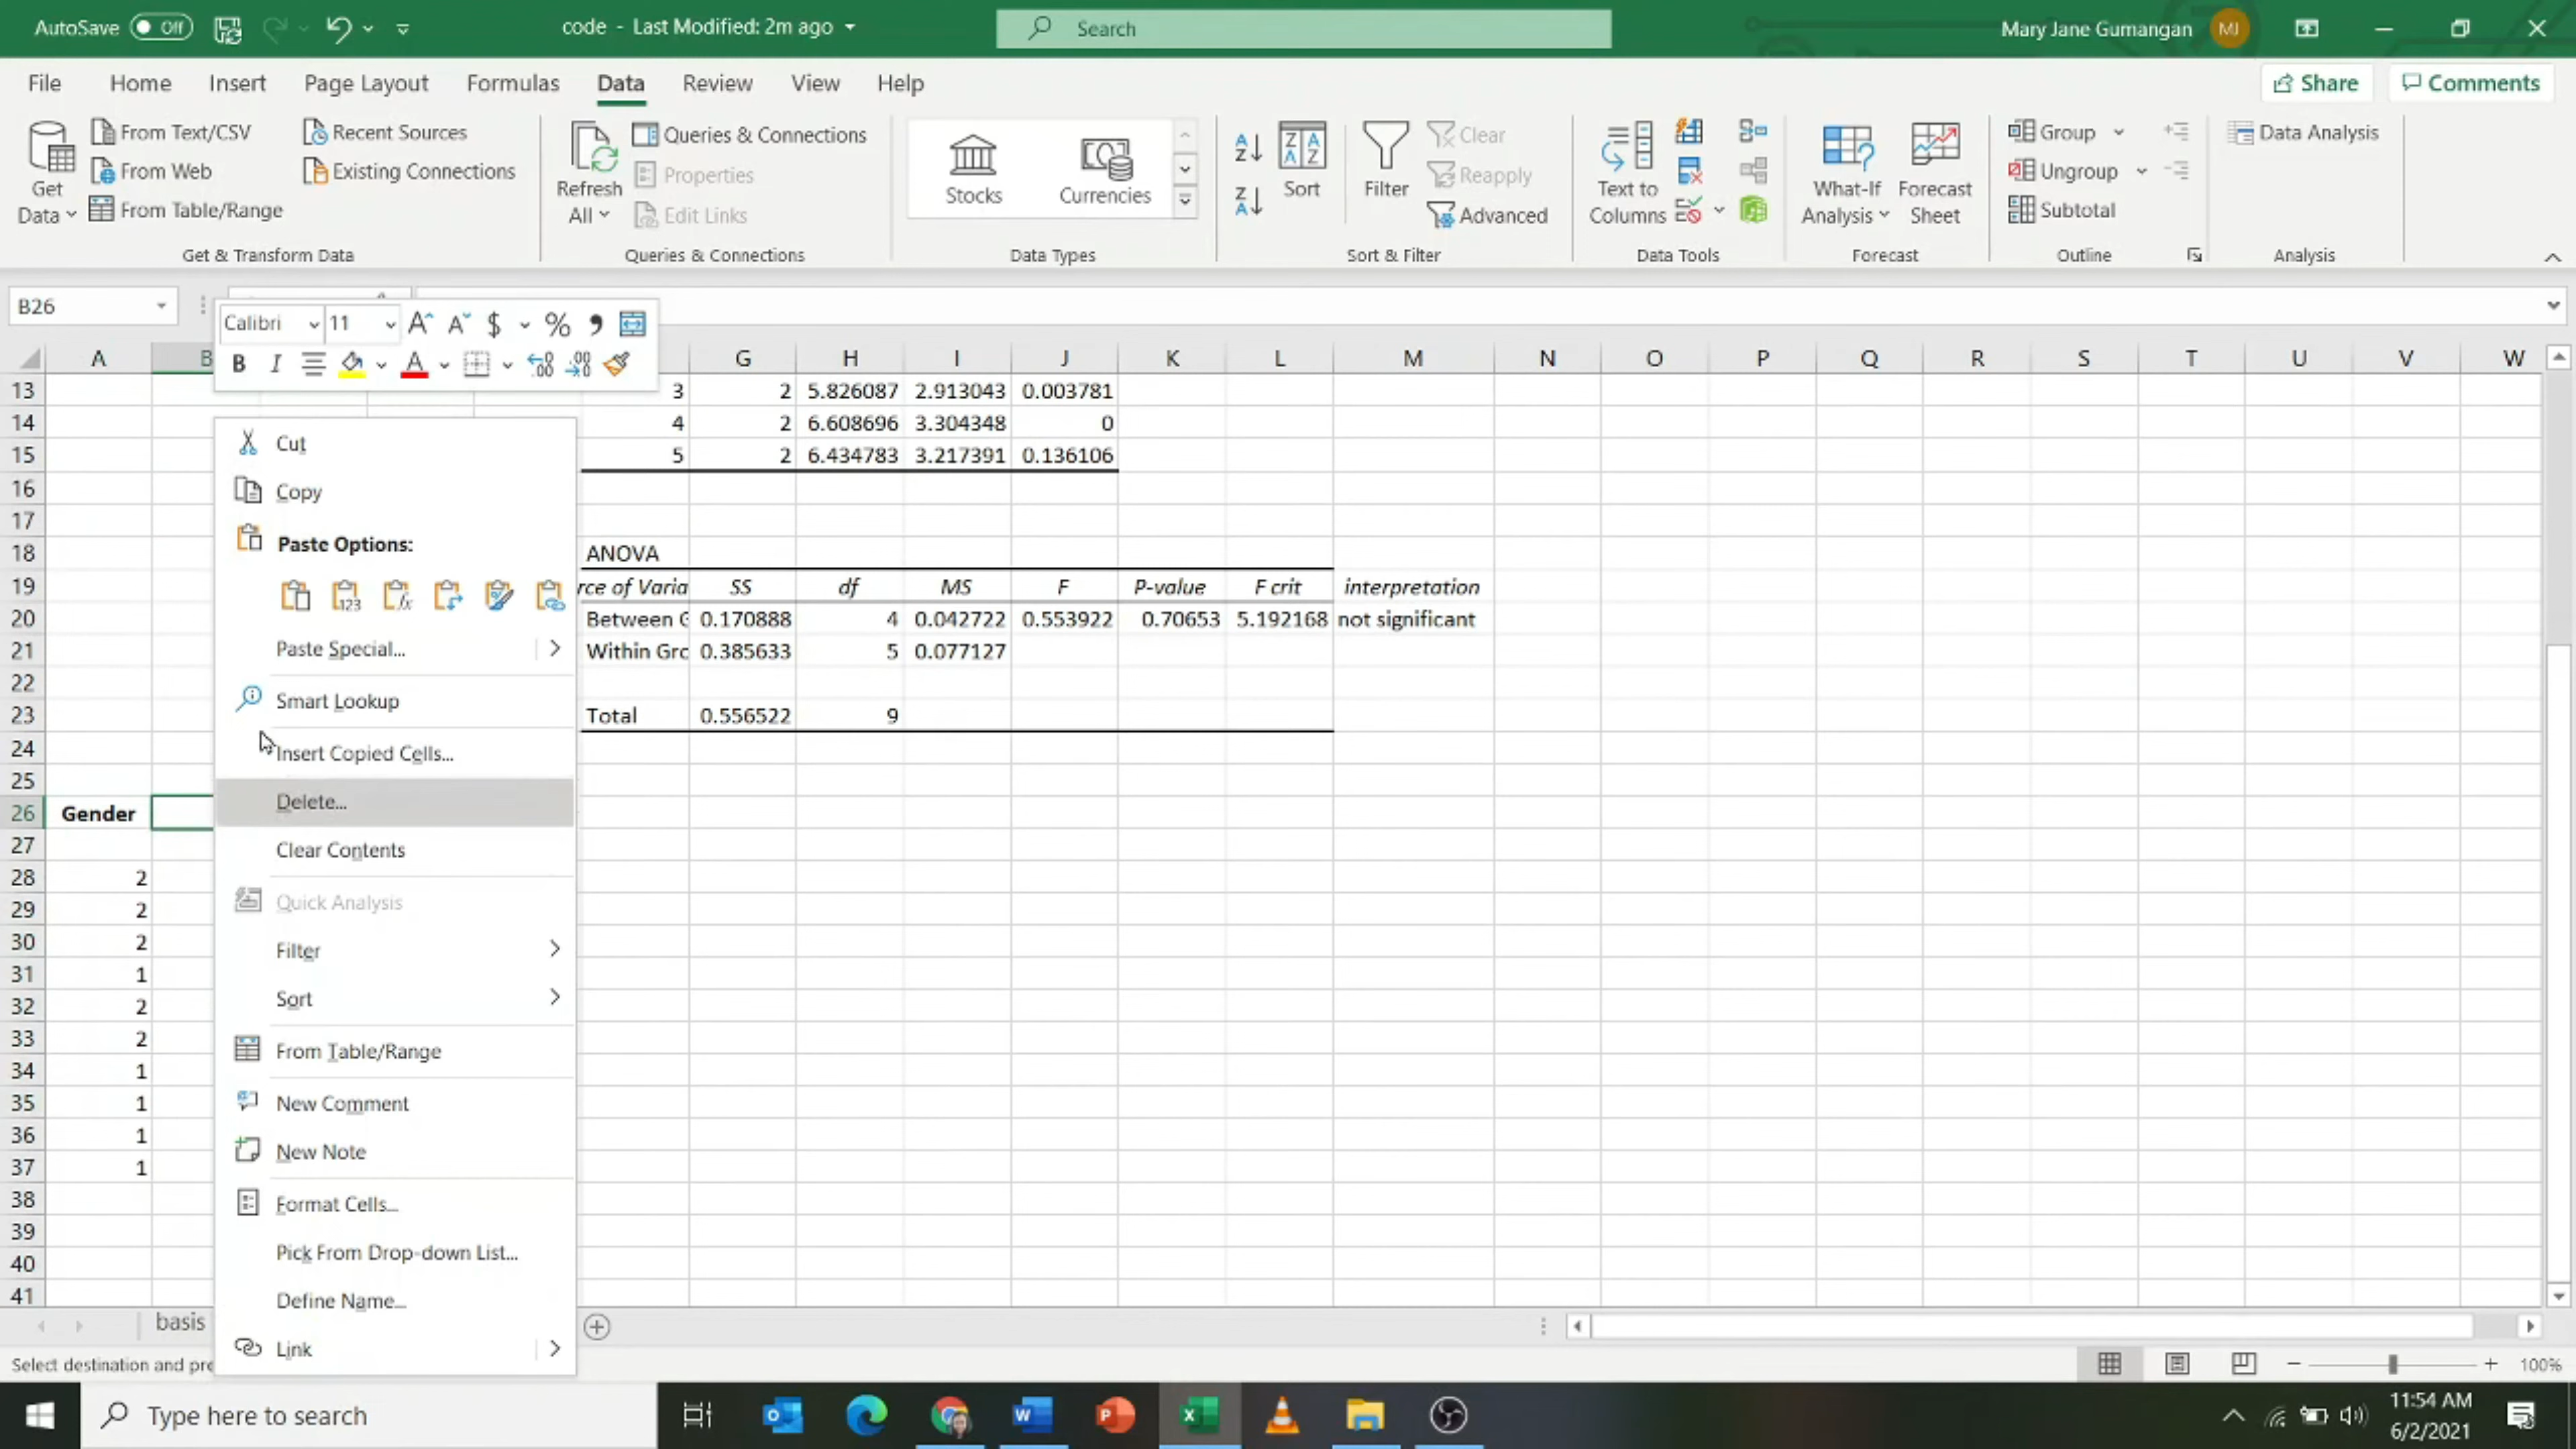 AutoSave Off code - Last Modified: 2m ago Search Mary Jane Gumangan MJ
File Home Insert Page Layout Formulas Data Review View Help Share Comments
Get Data
From Text/CSV
From Web
From Table/Range
Recent Sources
Existing Connections
Get & Transform Data
Refresh All
Queries & Connections
Properties
Edit Links
Queries & Connections
Stocks Currencies
Data Types
Sort Filter
Clear
Reapply
Advanced
Sort & Filter
Text to Columns
Data Tools
What-If Analysis
Forecast Sheet
Forecast
Group
Ungroup
Subtotal
Outline
Data Analysis
Analysis
B26
Calibri 11 A A $ % ,
B I A
A B G H I J K L M N O P Q R S T U V W
13 3 2 5.826087 2.913043 0.003781
14 4 2 6.608696 3.304348 0
15 5 2 6.434783 3.217391 0.136106
16
17
18 ANOVA
19 rce of Varia SS df MS F P-value F crit interpretation
20 Between G 0.170888 4 0.042722 0.553922 0.70653 5.192168 not significant
21 Within Grc 0.385633 5 0.077127
22
23 Total 0.556522 9
24
25
26 Gender
27
28 2
29 2
30 2
31 1
32 2
33 2
34 1
35 1
36 1
37 1
38
39
40
41
Cut
Copy
Paste Options:
Paste Special...
Smart Lookup
Insert Copied Cells...
Delete...
Clear Contents
Quick Analysis
Filter
Sort
From Table/Range
New Comment
New Note
Format Cells...
Pick From Drop-down List...
Define Name...
Link
basis
Select destination and pre
100%
Type here to search
11:54 AM
6/2/2021